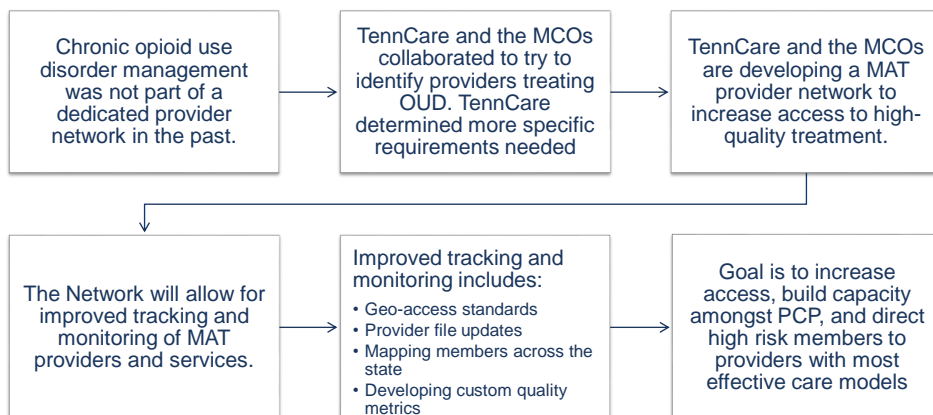 Chronic opioid use
disorder management
was not part of a
dedicated provider
network in the past.
TennCare and the MCOs
collaborated to try to
identify providers treating
OUD. TennCare
determined more specific
requirements needed
TennCare and the MCOs
are developing a MAT
provider network to
increase access to high-
quality treatment.
The Network will allow for
improved tracking and
monitoring of MAT
providers and services.
Improved tracking and
monitoring includes:
• Geo-access standards
• Provider file updates
• Mapping members across the
state
• Developing custom quality
metrics
Goal is to increase
access, build capacity
amongst PCP, and direct
high risk members to
providers with most
effective care models